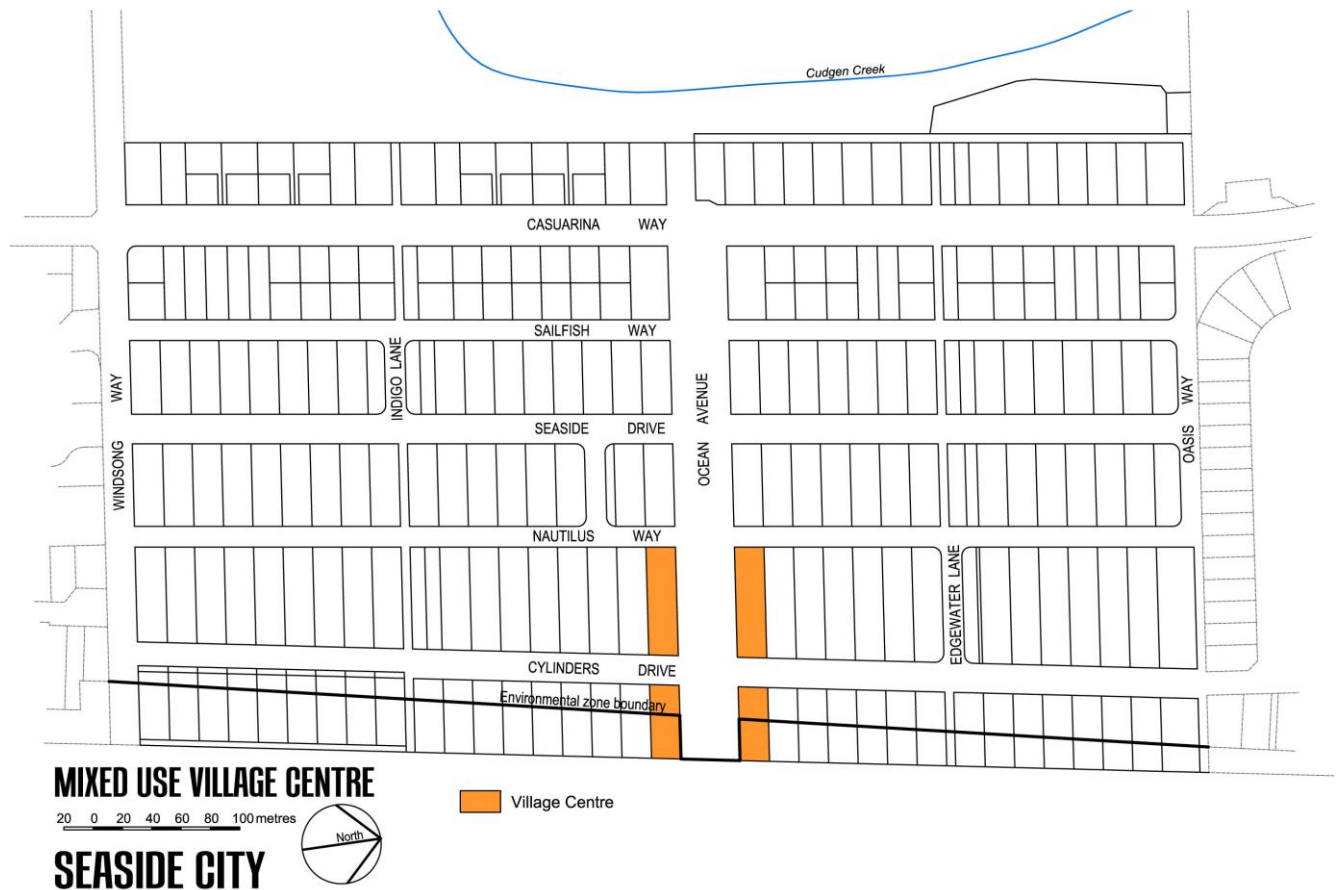 Cudgen Creek
CASUARINA WAY
SAILFISH WAY
INDIGO LANE
WINDSONG WAY
OCEAN AVENUE
OASIS WAY
SEASIDE DRIVE
NAUTILUS WAY
EDGEWATER LANE
CYLINDERS DRIVE
Environmental zone boundary
MIXED USE VILLAGE CENTRE
20 0 20 40 60 80 100 metres
North
SEASIDE CITY
Village Centre